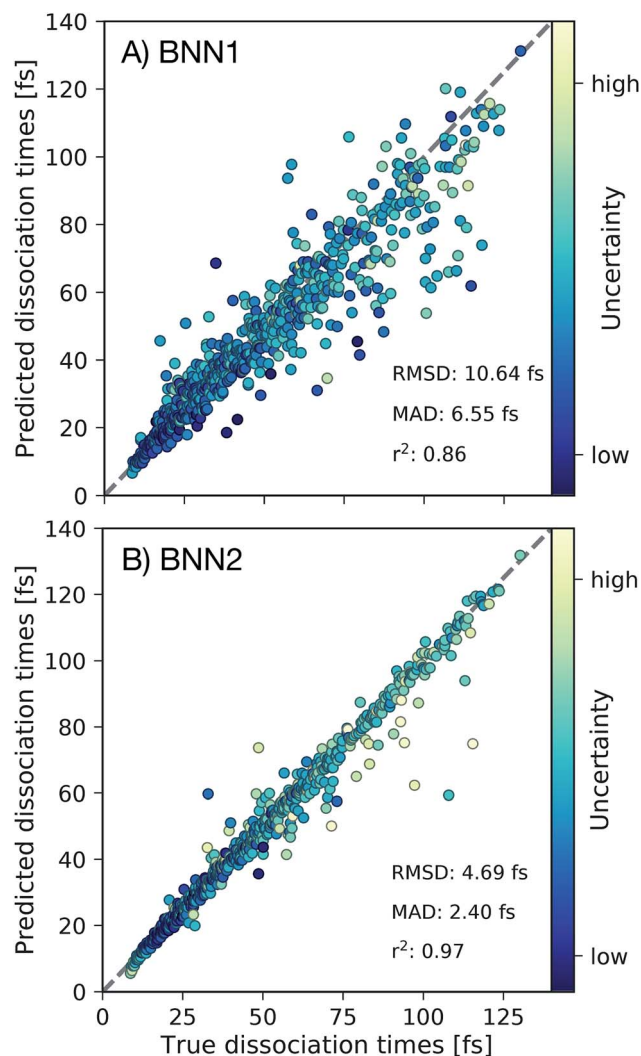 A) BNN1
Predicted dissociation times [fs]
140
120
100
80
60
40
20
0
RMSD: 10.64 fs
MAD: 6.55 fs
r²: 0.86
high
Uncertainty
low
B) BNN2
Predicted dissociation times [fs]
140
120
100
80
60
40
20
0
RMSD: 4.69 fs
MAD: 2.40 fs
r²: 0.97
high
Uncertainty
low
0 25 50 75 100 125
True dissociation times [fs]